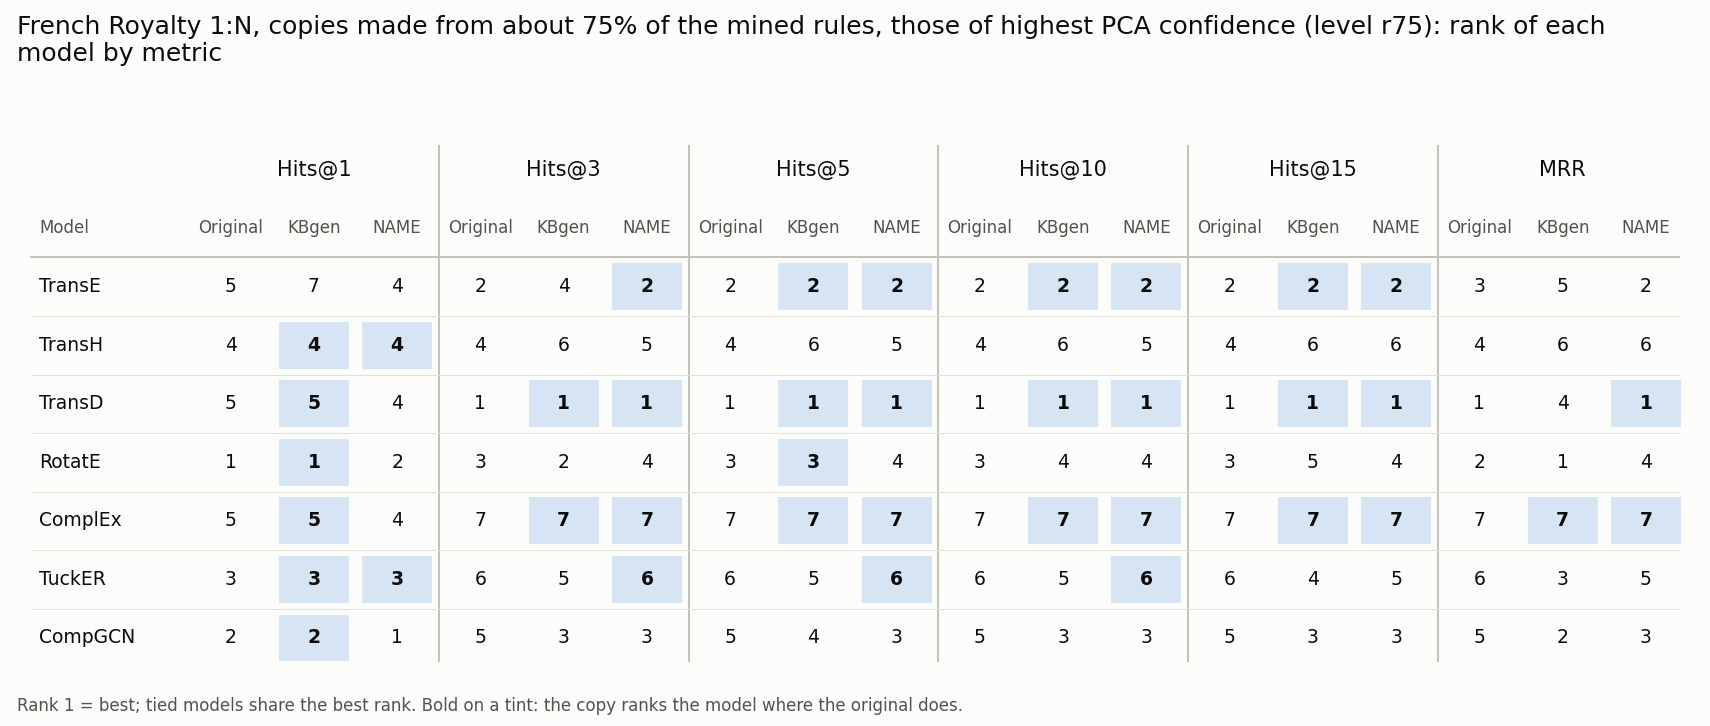 French Royalty 1:N, copies made from about 75% of the mined rules, those of highest PCA confidence (level r75): rank of each
model by metric
Hits@1 Hits@3 Hits@5 Hits@10 Hits@15 MRR
Model Original KBgen NAME Original KBgen NAME Original KBgen NAME Original KBgen NAME Original KBgen NAME Original KBgen NAME
TransE 5 7 4 2 4 2 2 2 2 2 2 2 2 2 2 3 5 2
TransH 4 4 4 4 6 5 4 6 5 4 6 5 4 6 6 4 6 6
TransD 5 5 4 1 1 1 1 1 1 1 1 1 1 1 1 1 4 1
RotatE 1 1 2 3 2 4 3 3 4 3 4 4 3 5 4 2 1 4
ComplEx 5 5 4 7 7 7 7 7 7 7 7 7 7 7 7 7 7 7
TuckER 3 3 3 6 5 6 6 5 6 6 5 6 6 4 5 6 3 5
CompGCN 2 2 1 5 3 3 5 4 3 5 3 3 5 3 3 5 2 3
Rank 1 = best; tied models share the best rank. Bold on a tint: the copy ranks the model where the original does.